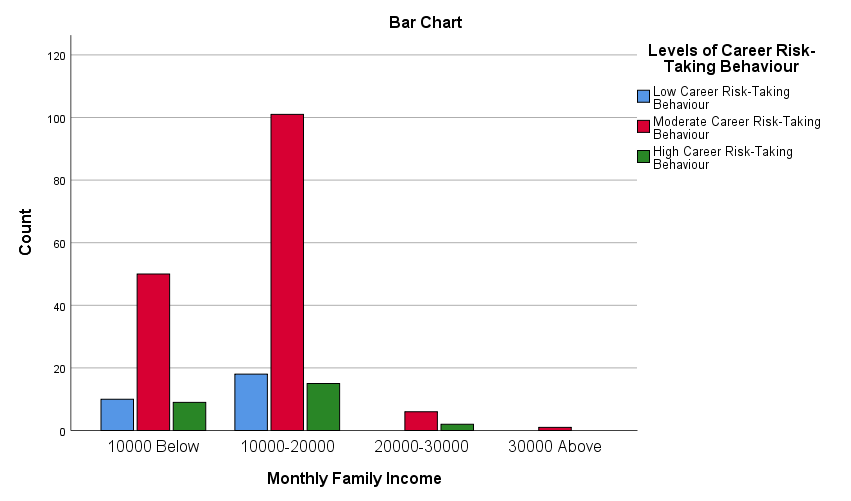 Bar Chart
Levels of Career Risk-
Taking Behaviour
Low Career Risk-Taking
Behaviour
Moderate Career Risk-Taking
Behaviour
High Career Risk-Taking
Behaviour
Count
120
100
80
60
40
20
0
10000 Below
10000-20000
20000-30000
30000 Above
Monthly Family Income